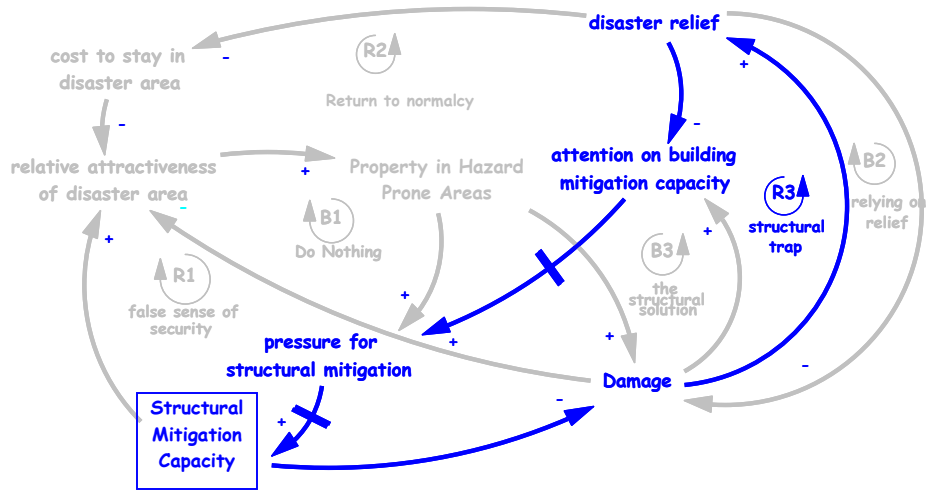 disaster relief
cost to stay in
disaster area
-
R2
+
Return to normalcy
-
-
relative attractiveness
of disaster area
-
+
Property in Hazard
Prone Areas
attention on building
mitigation capacity
B2
relying on
relief
R3
structural
trap
B1
Do Nothing
+
+
B3
the
structural
solution
R1
false sense of
security
+
+
+
pressure for
structural mitigation
Damage
-
-
+
Structural
Mitigation
Capacity